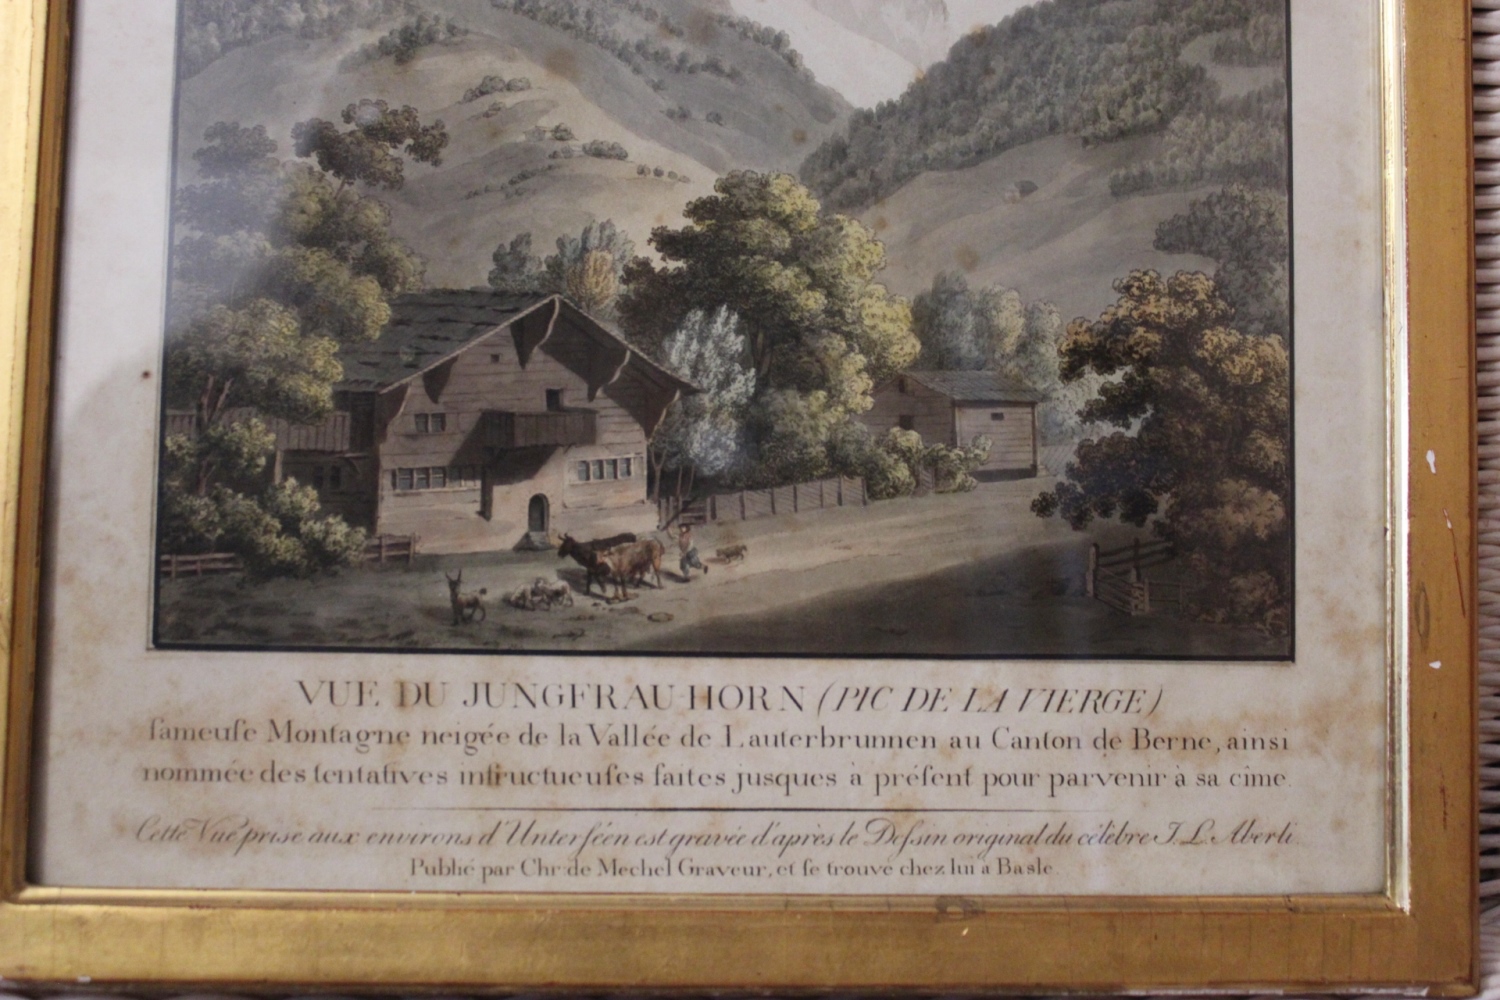 VUE DU JUNGFRAU-HORN (PIC DE LA VIERGE)
fameuſe Montagne neigée de la Vallée de Lauterbrunnen au Canton de Berne, ainsi
nommée des tentatives infructueuſes faites jusques à préſent pour parvenir à sa cîme.
Cette Vue prise aux environs d'Unterſéen est gravée d'après le Deſsin original du célèbre J. L. Aberli
Publié par Chr: de Mechel Graveur, et ſe trouve chez lui a Basle.